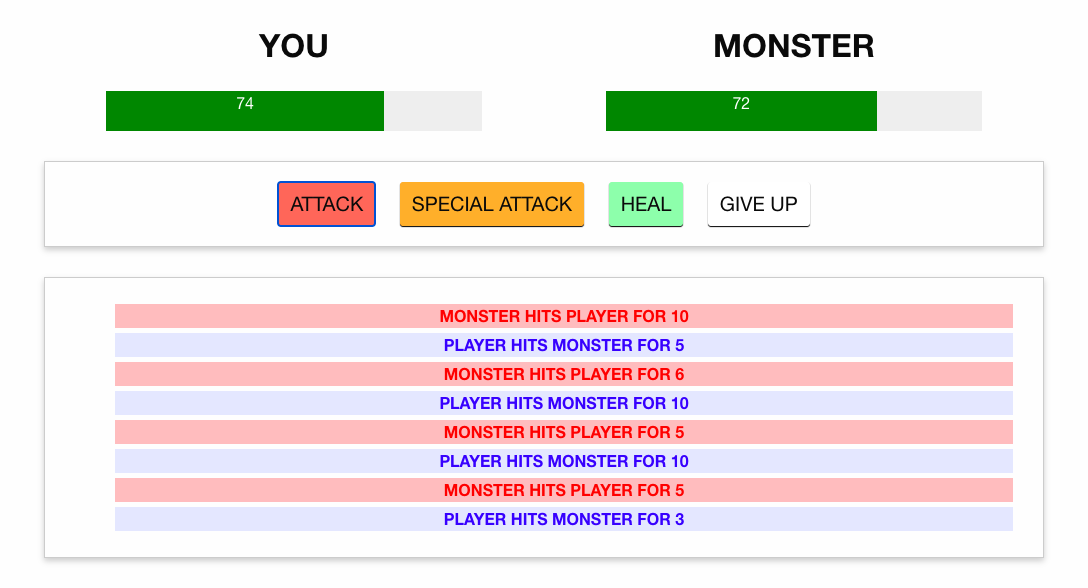 YOU
MONSTER
74
72
ATTACK
SPECIAL ATTACK
HEAL
GIVE UP
MONSTER HITS PLAYER FOR 10
PLAYER HITS MONSTER FOR 5
MONSTER HITS PLAYER FOR 6
PLAYER HITS MONSTER FOR 10
MONSTER HITS PLAYER FOR 5
PLAYER HITS MONSTER FOR 10
MONSTER HITS PLAYER FOR 5
PLAYER HITS MONSTER FOR 3